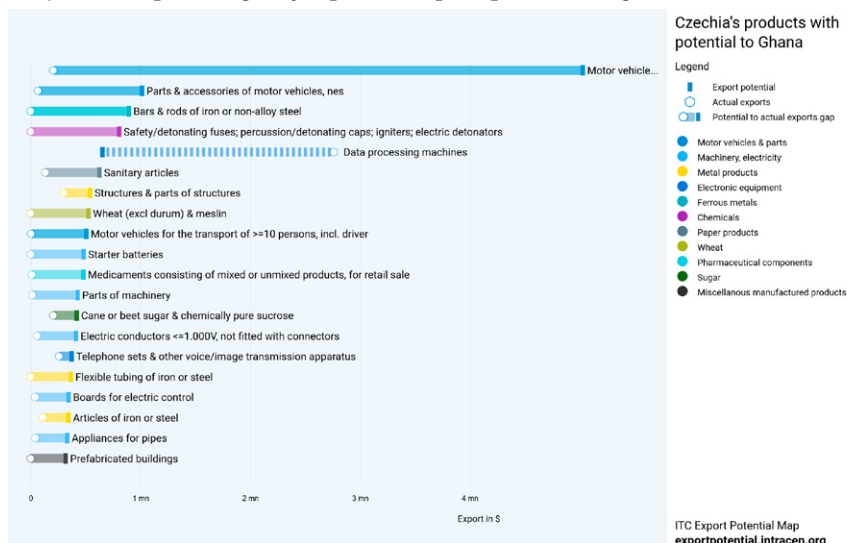 Czechia's products with
potential to Ghana
Legend
Export potential
Actual exports
Potential to actual exports gap
Motor vehicles & parts
Machinery, electricity
Metal products
Electronic equipment
Ferrous metals
Chemicals
Paper products
Wheat
Pharmaceutical components
Sugar
Miscellanous manufactured products
Motor vehicle...
Parts & accessories of motor vehicles, nes
Bars & rods of iron or non-alloy steel
Safety/detonating fuses; percussion/detonating caps; igniters; electric detonators
Data processing machines
Sanitary articles
Structures & parts of structures
Wheat (excl durum) & meslin
Motor vehicles for the transport of >=10 persons, incl. driver
Starter batteries
Medicaments consisting of mixed or unmixed products, for retail sale
Parts of machinery
Cane or beet sugar & chemically pure sucrose
Electric conductors <=1.000V, not fitted with connectors
Telephone sets & other voice/image transmission apparatus
Flexible tubing of iron or steel
Boards for electric control
Articles of iron or steel
Appliances for pipes
Prefabricated buildings
0 1 mn 2 mn 3 mn 4 mn
Export in $
ITC Export Potential Map
exportpotential.intracen.org